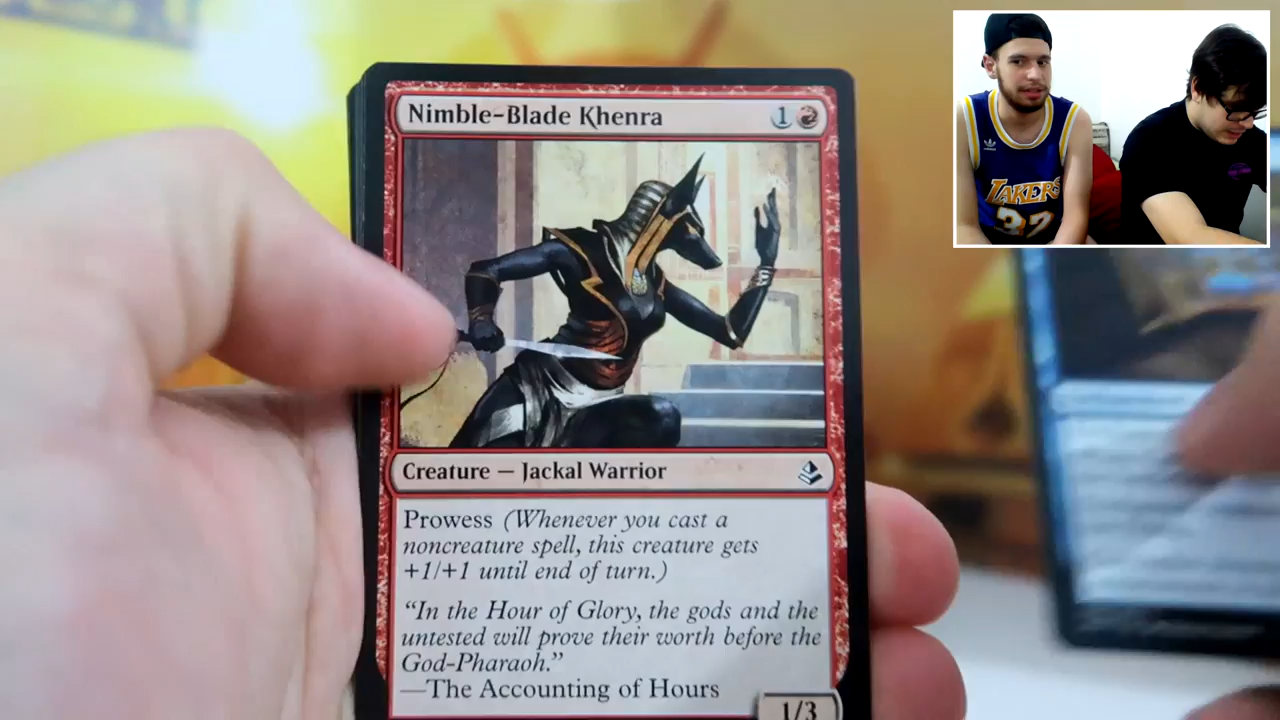 Nimble-Blade Khenra 1
Creature — Jackal Warrior
Prowess (Whenever you cast a
noncreature spell, this creature gets
+1/+1 until end of turn.)
“In the Hour of Glory, the gods and the
untested will prove their worth before the
God-Pharaoh.”
—The Accounting of Hours
1/3
LAKERS
32